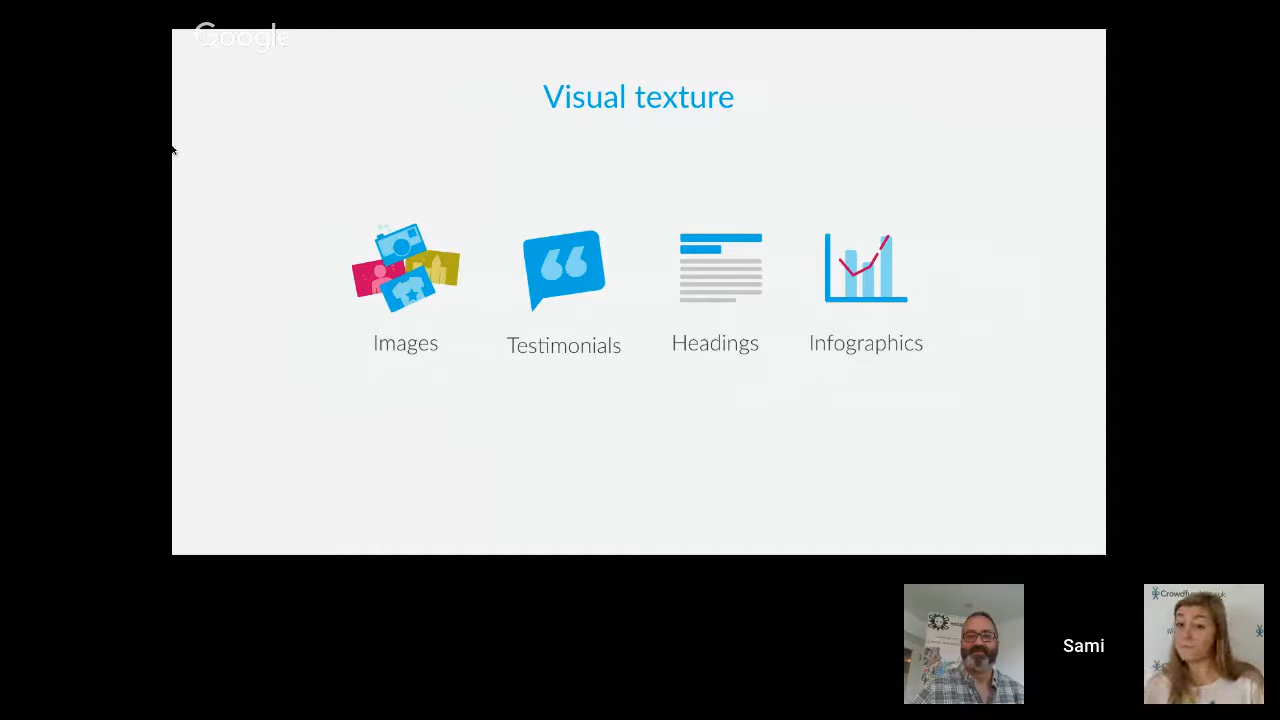 Google
Visual texture
Images
Testimonials
Headings
Infographics
Sami